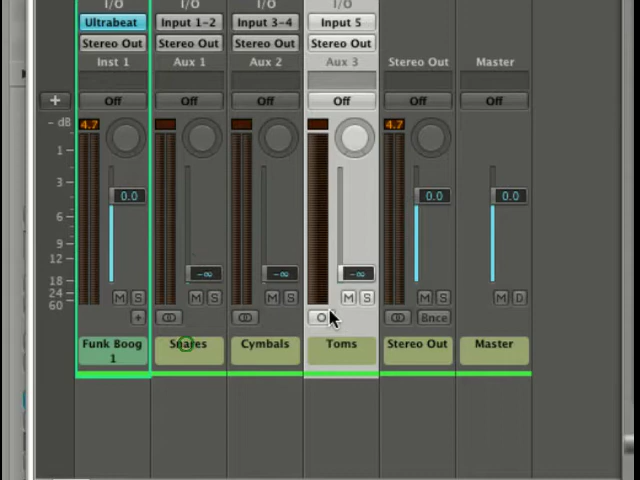 I/O I/O I/O I/O
Ultrabeat Input 1-2 Input 3-4 Input 5
Stereo Out Stereo Out Stereo Out Stereo Out
Inst 1 Aux 1 Aux 2 Aux 3 Stereo Out Master
+ Off Off Off Off Off Off
- dB 4.7 4.7
1
3
0.0 0.0 0.0
6
9
12
18 -∞ -∞ -∞
24
60 M S M S M S M S M S M D
+ Bnce
Funk Boog Snares Cymbals Toms Stereo Out Master
1